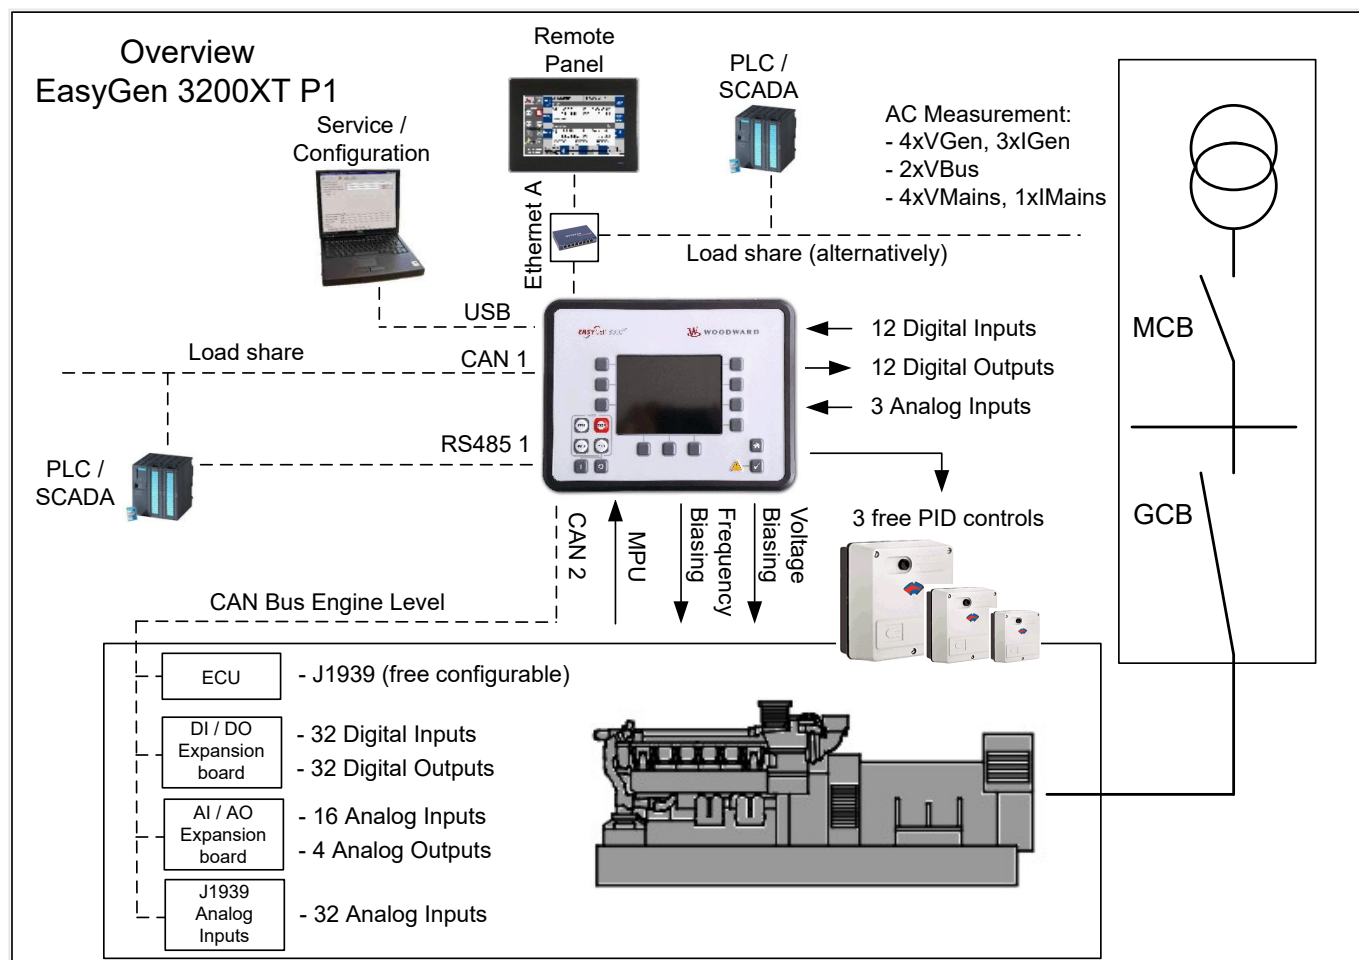 Overview
EasyGen 3200XT P1
Remote
Panel
PLC /
SCADA
Service /
Configuration
AC Measurement:
- 4xVGen, 3xIGen
- 2xVBus
- 4xVMains, 1xIMains
Ethernet A
Load share (alternatively)
USB
Load share
CAN 1
RS485 1
PLC /
SCADA
WOODWARD
12 Digital Inputs
12 Digital Outputs
3 Analog Inputs
MCB
GCB
3 free PID controls
CAN 2
MPU
Frequency
Biasing
Voltage
Biasing
CAN Bus Engine Level
ECU
- J1939 (free configurable)
DI / DO
Expansion
board
- 32 Digital Inputs
- 32 Digital Outputs
AI / AO
Expansion
board
- 16 Analog Inputs
- 4 Analog Outputs
J1939
Analog
Inputs
- 32 Analog Inputs